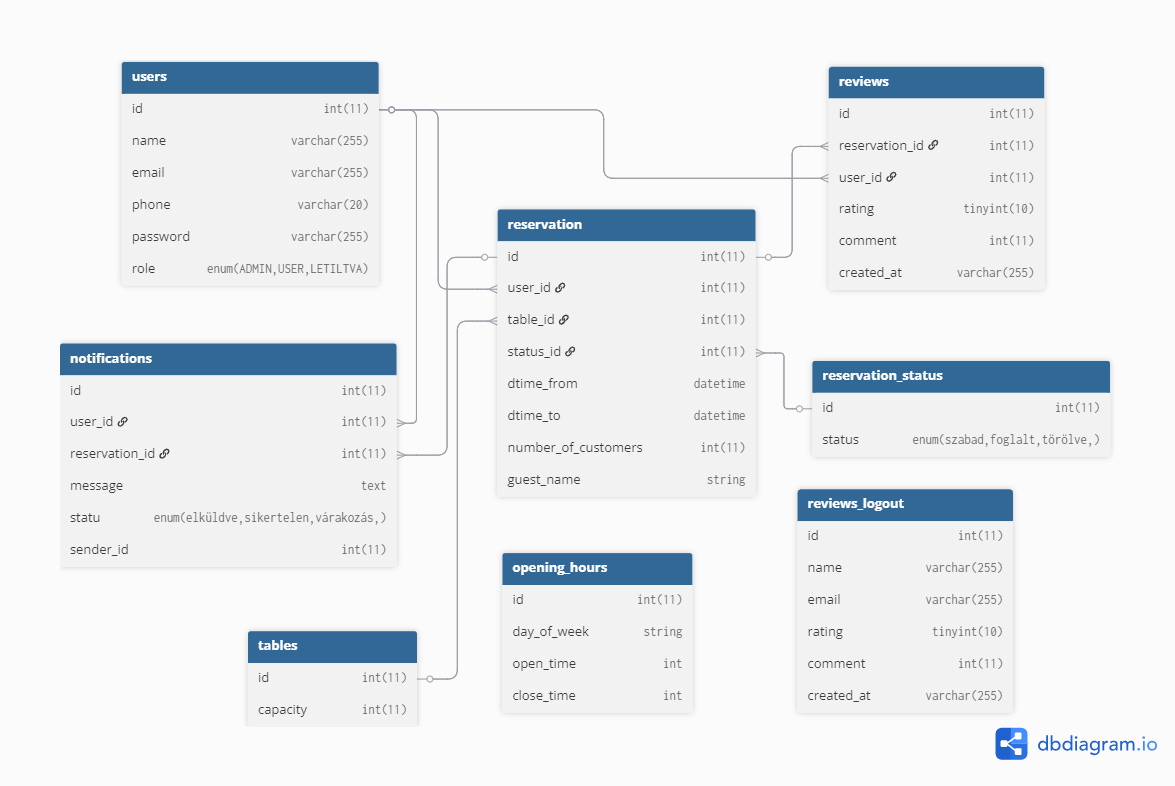 users
id int(11)
name varchar(255)
email varchar(255)
phone varchar(20)
password varchar(255)
role enum(ADMIN,USER,LETILTVA)
reviews
id int(11)
reservation_id int(11)
user_id int(11)
rating tinyint(10)
comment int(11)
created_at varchar(255)
reservation
id int(11)
user_id int(11)
table_id int(11)
status_id int(11)
dtime_from datetime
dtime_to datetime
number_of_customers int(11)
guest_name string
notifications
id int(11)
user_id int(11)
reservation_id int(11)
message text
statu enum(elküldve,sikertelen,várakozás,)
sender_id int(11)
reservation_status
id int(11)
status enum(szabad,foglalt,törölve,)
reviews_logout
id int(11)
name varchar(255)
email varchar(255)
rating tinyint(10)
comment int(11)
created_at varchar(255)
opening_hours
id int(11)
day_of_week string
open_time int
close_time int
tables
id int(11)
capacity int(11)
dbdiagram.io